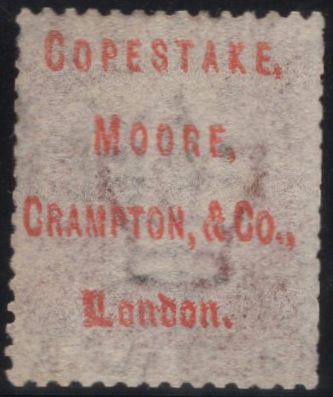 COPESTAKE,
MOORE,
CRAMPTON, & CO.,
London.